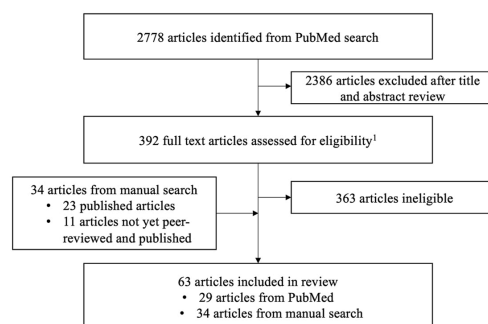 2778 articles identified from PubMed search
2386 articles excluded after title
and abstract review
392 full text articles assessed for eligibility¹
34 articles from manual search
• 23 published articles
• 11 articles not yet peer-
reviewed and published
363 articles ineligible
63 articles included in review
• 29 articles from PubMed
• 34 articles from manual search